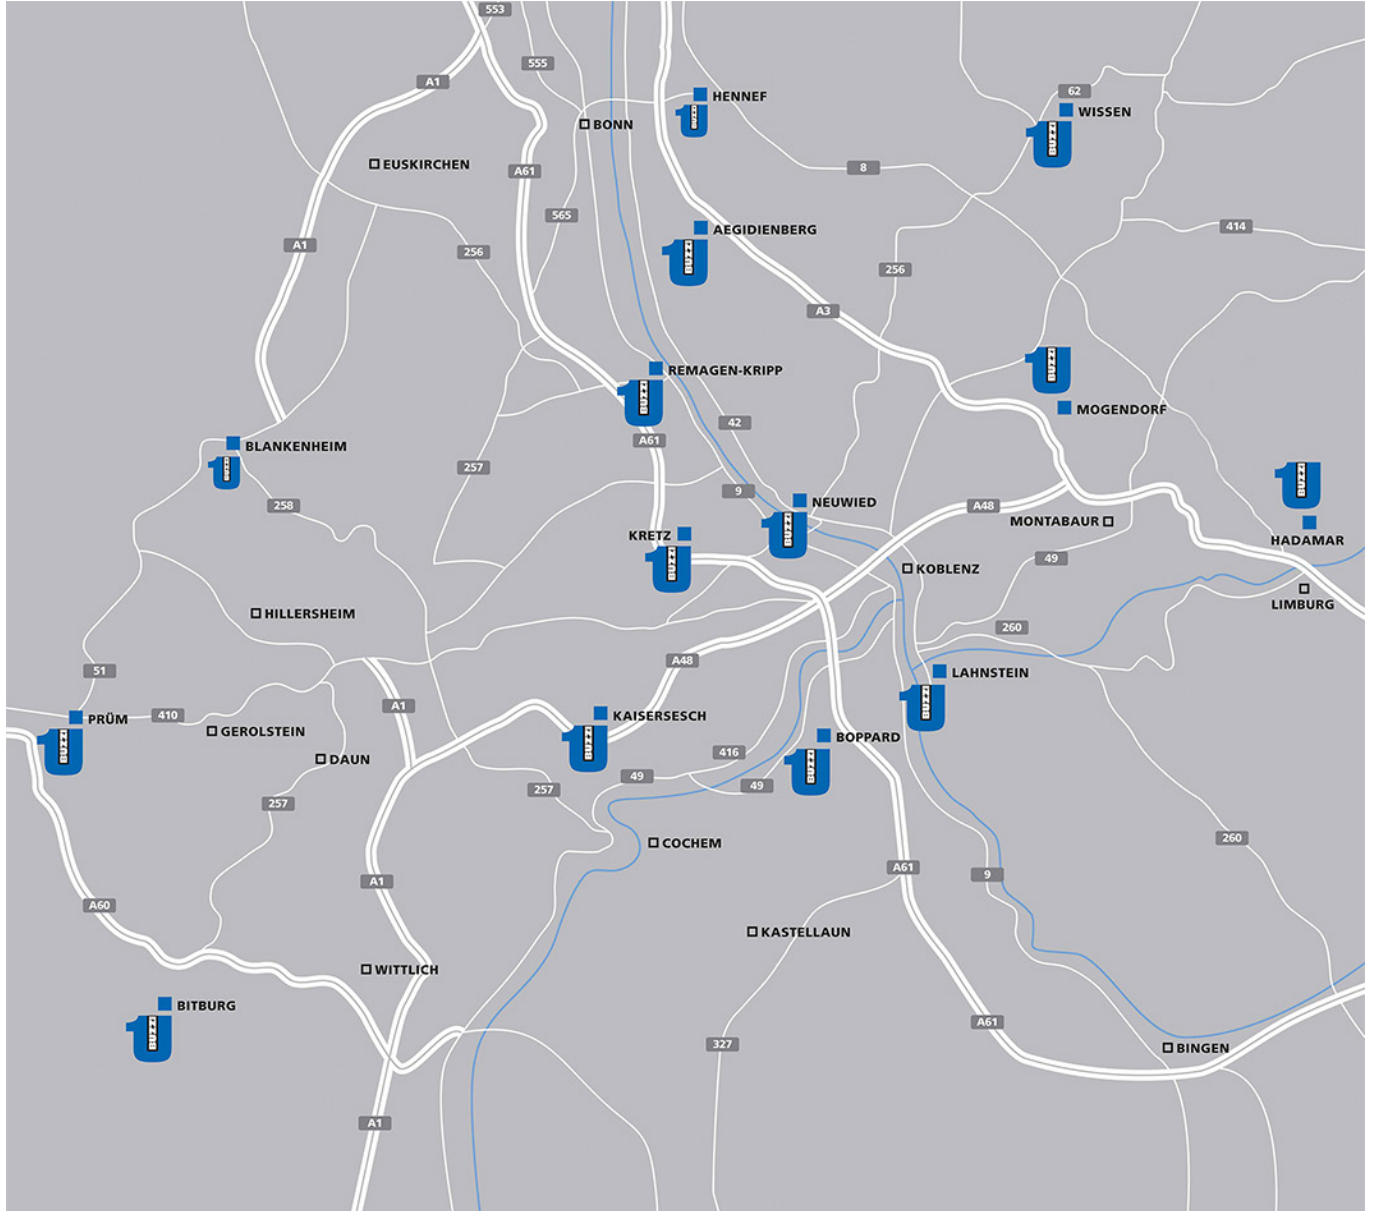 553
555
A1
62
HENNEF
WISSEN
BONN
EUSKIRCHEN
8
A61
565
AEGIDIENBERG
414
A1
256
256
A3
REMAGEN-KRIPP
MOGENDORF
42
A61
BLANKENHEIM
257
9
NEUWIED
258
A48
MONTABAUR
KRETZ
HADAMAR
49
KOBLENZ
LIMBURG
HILLERSHEIM
260
A48
51
LAHNSTEIN
A1
KAISERSESCH
410
PRÜM
GEROLSTEIN
BOPPARD
416
DAUN
49
49
257
257
260
COCHEM
A61
9
A1
A60
KASTELLAUN
WITTLICH
BITBURG
A61
327
BINGEN
A1